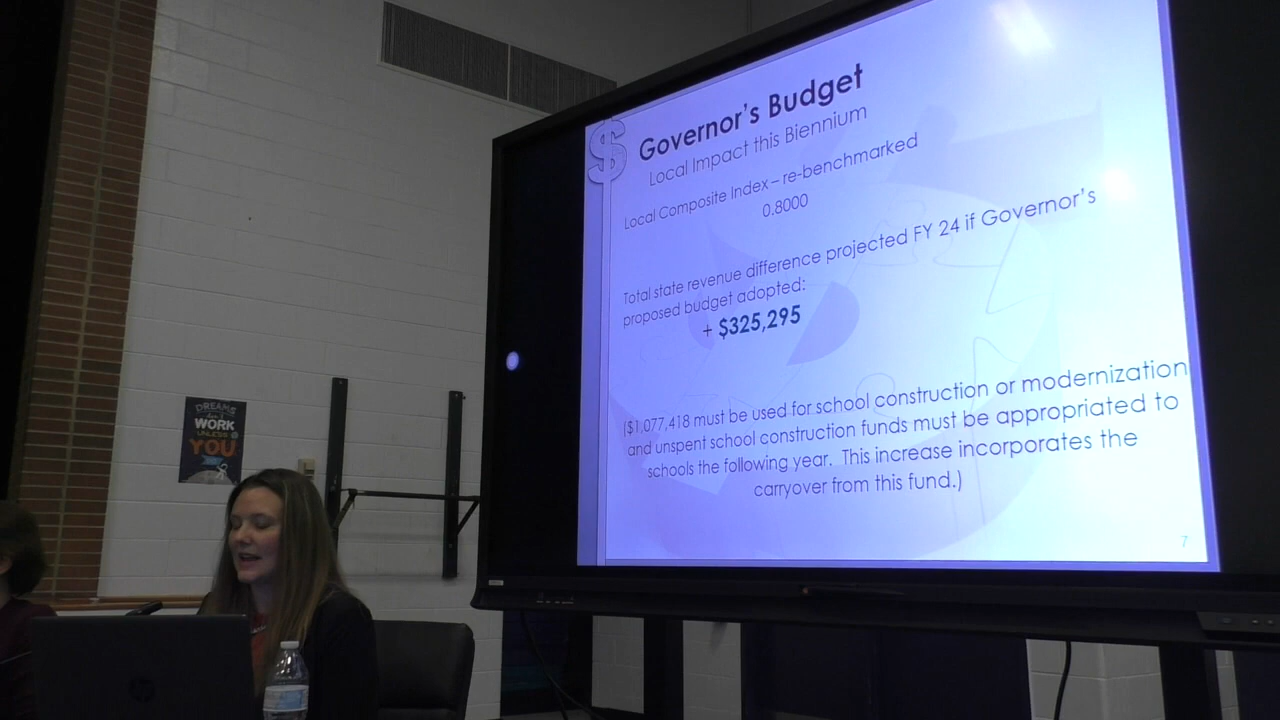 $
Governor's Budget
Local Impact this Biennium
Local Composite Index – re-benchmarked
0.8000
Total state revenue difference projected FY 24 if Governor's
proposed budget adopted:
+ $325,295
($1,077,418 must be used for school construction or modernization
and unspent school construction funds must be appropriated to
schools the following year. This increase incorporates the
carryover from this fund.)
7
DREAMS
don't
WORK
UNLESS
YOU
hp